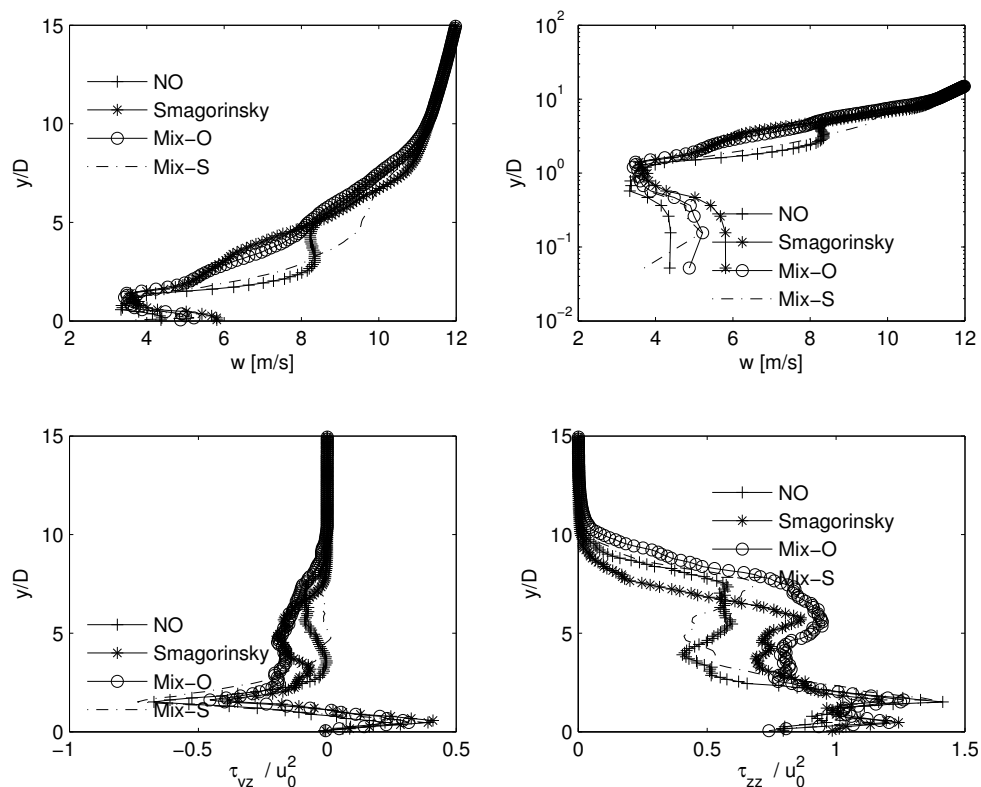 15
10
5
0
2 4 6 8 10 12
y/D
w [m/s]
NO
Smagorinsky
Mix-O
Mix-S
10^2
10^1
10^0
10^-1
10^-2
2 4 6 8 10 12
y/D
w [m/s]
NO
Smagorinsky
Mix-O
Mix-S
15
10
5
0
-1 -0.5 0 0.5
y/D
τ_yz / u_0^2
NO
Smagorinsky
Mix-O
Mix-S
15
10
5
0
0 0.5 1 1.5
y/D
τ_zz / u_0^2
NO
Smagorinsky
Mix-O
Mix-S